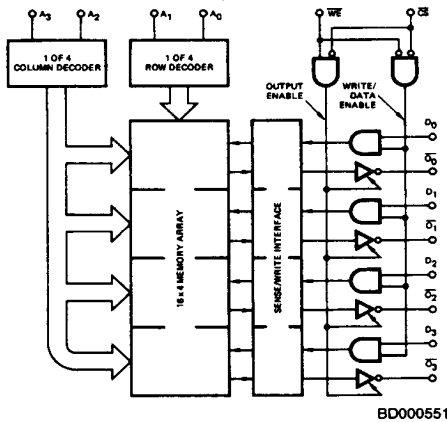 A3 A2 A1 A0 WE CS
1 OF 4
COLUMN DECODER
1 OF 4
ROW DECODER
OUTPUT
ENABLE
WRITE/
DATA
ENABLE
16 x 4 MEMORY ARRAY
SENSE/WRITE INTERFACE
D0
O0
D1
O1
D2
O2
D3
O3
BD000551